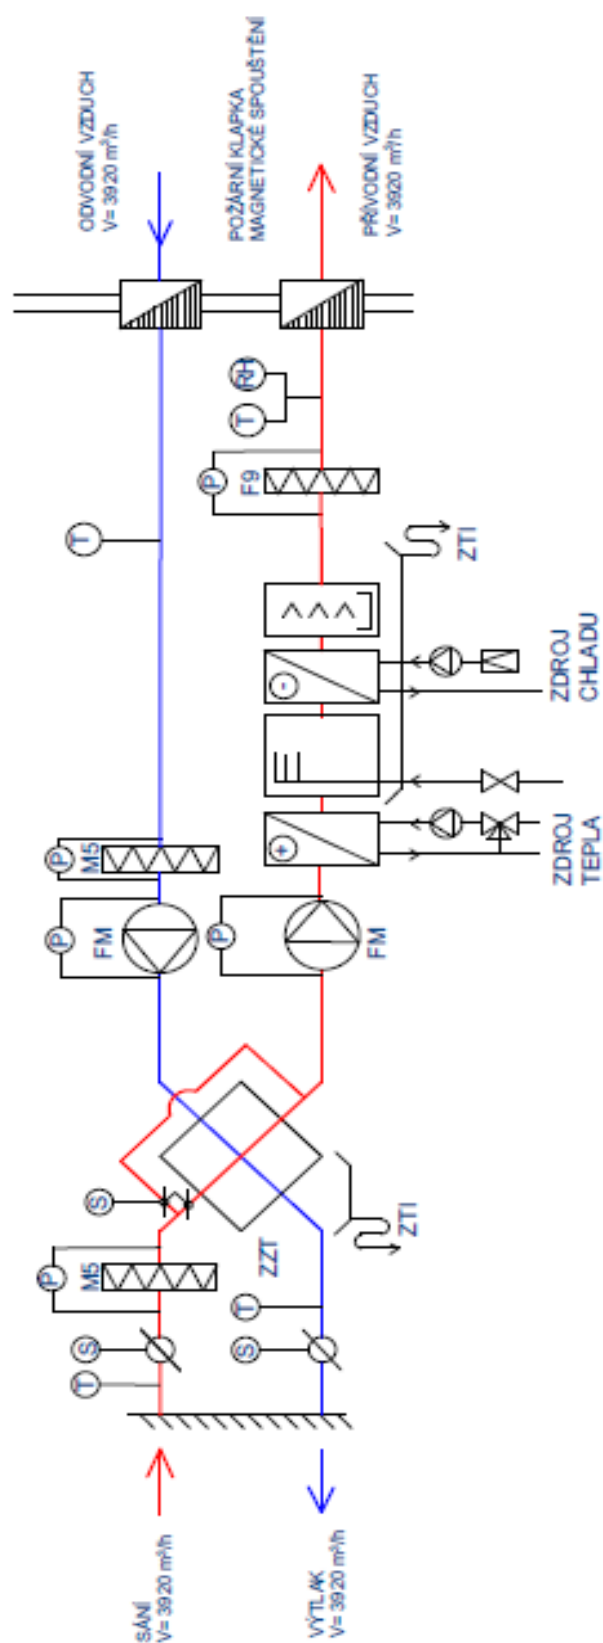 ODVODNÍ VZDUCH
V= 3920 m³/h
POŽÁRNÍ KLAPKA
MAGNETICKÉ SPOUŠTĚNÍ
PŘÍVODNÍ VZDUCH
V= 3920 m³/h
T
RH
T
P
F9
ZTI
ZDROJ
CHLADU
-
+
ZDROJ
TEPLA
P
M5
P
FM
P
FM
S
P
M5
ZZT
ZTI
S
T
T
S
SÁNÍ
V= 3920 m³/h
VÝTLAK
V= 3920 m³/h